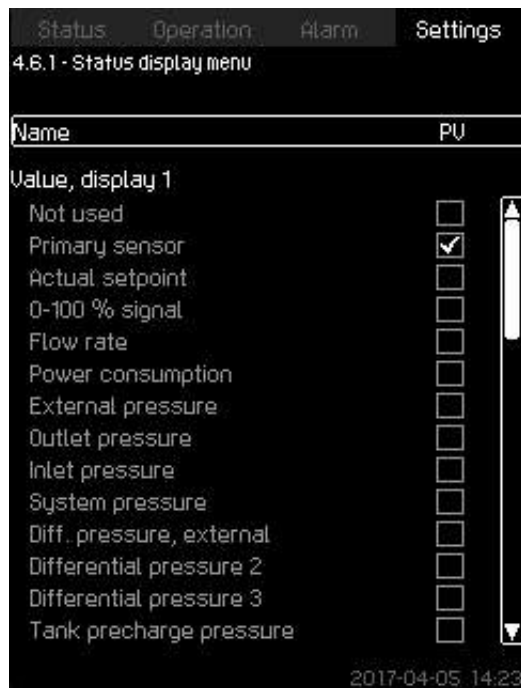 Status Operation Alarm Settings
4.6.1 - Status display menu
Name PV
Value, display 1
Not used
Primary sensor
Actual setpoint
0-100 % signal
Flow rate
Power consumption
External pressure
Outlet pressure
Inlet pressure
System pressure
Diff. pressure, external
Differential pressure 2
Differential pressure 3
Tank precharge pressure
2017-04-05 14:23